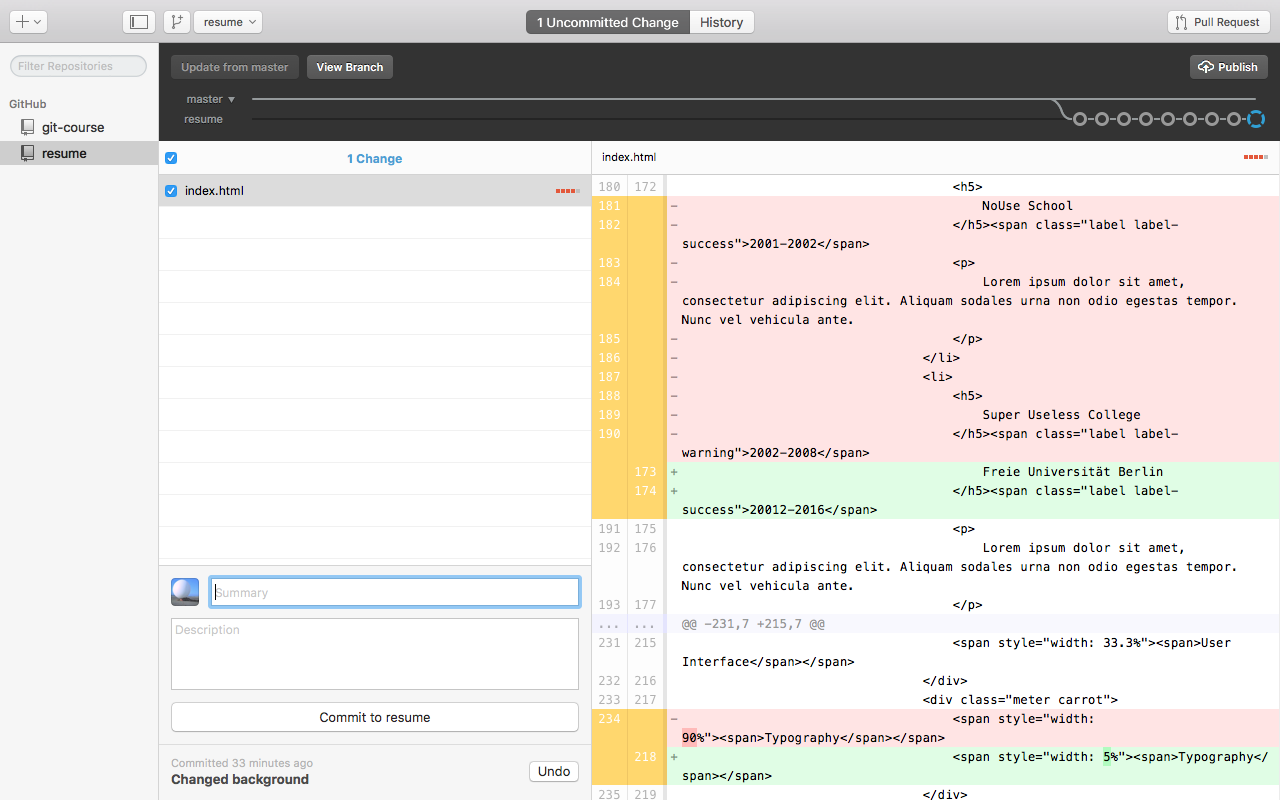 resume
1 Uncommitted Change
History
Pull Request
Filter Repositories
GitHub
git-course
resume
Update from master
View Branch
Publish
master
resume
1 Change
index.html
index.html
180 172 <h5>
181 - NoUse School
182 - </h5><span class="label label-
success">2001-2002</span>
183 - <p>
184 - Lorem ipsum dolor sit amet,
consectetur adipiscing elit. Aliquam sodales urna non odio egestas tempor.
Nunc vel vehicula ante.
185 - </p>
186 - </li>
187 - <li>
188 - <h5>
189 - Super Useless College
190 - </h5><span class="label label-
warning">2002-2008</span>
173 + Freie Universität Berlin
174 + </h5><span class="label label-
success">20012-2016</span>
191 175 <p>
192 176 Lorem ipsum dolor sit amet,
consectetur adipiscing elit. Aliquam sodales urna non odio egestas tempor.
Nunc vel vehicula ante.
193 177 </p>
... ... @@ -231,7 +215,7 @@
231 215 <span style="width: 33.3%"><span>User
Interface</span></span>
232 216 </div>
233 217 <div class="meter carrot">
234 - <span style="width:
90%"><span>Typography</span></span>
218 + <span style="width: 5%"><span>Typography</
span></span>
235 219 </div>
Summary
Description
Commit to resume
Committed 33 minutes ago
Changed background
Undo